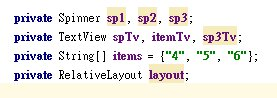 private Spinner sp1, sp2, sp3;
private TextView spTv, itemTv, sp3Tv;
private String[] items = {"4", "5", "6"};
private RelativeLayout layout;